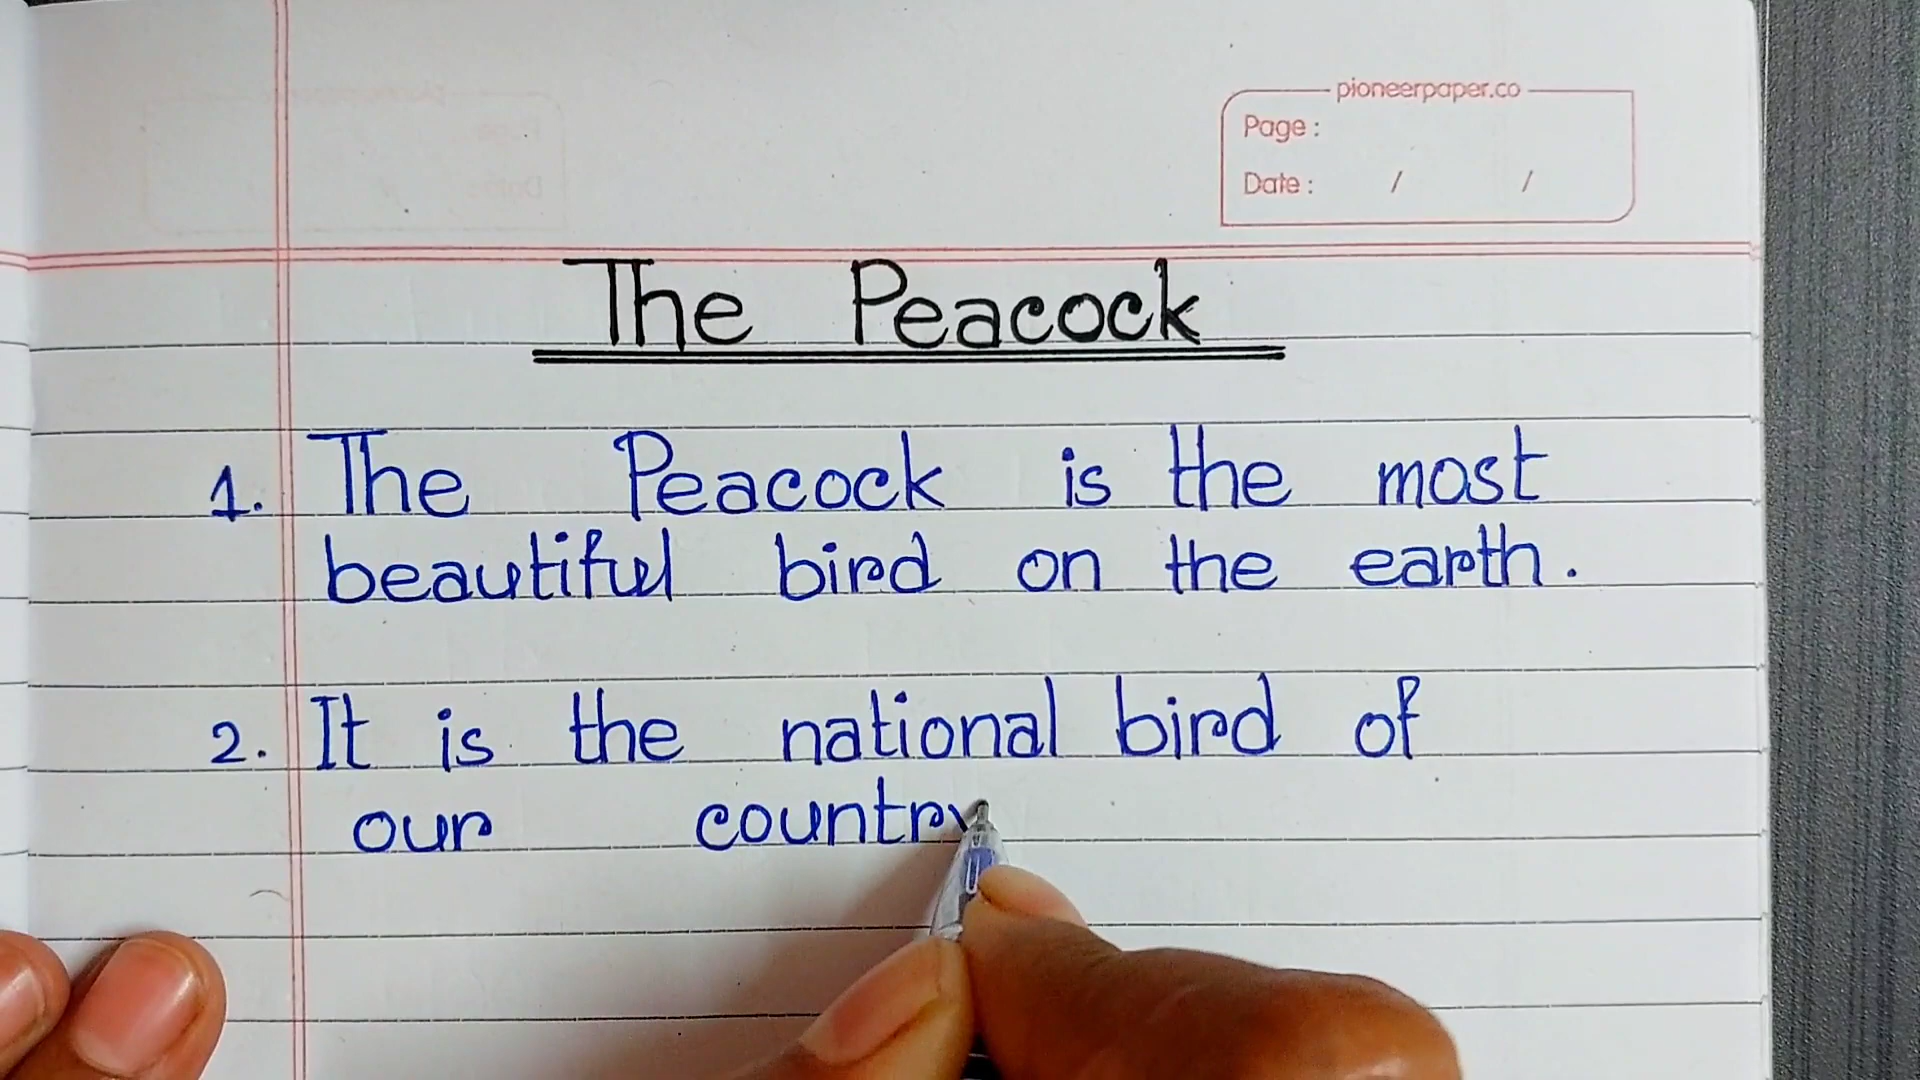 pioneerpaper.co
Page :
Date : / /
The Peacock
1. The Peacock is the most
beautiful bird on the earth.
2. It is the national bird of
our country